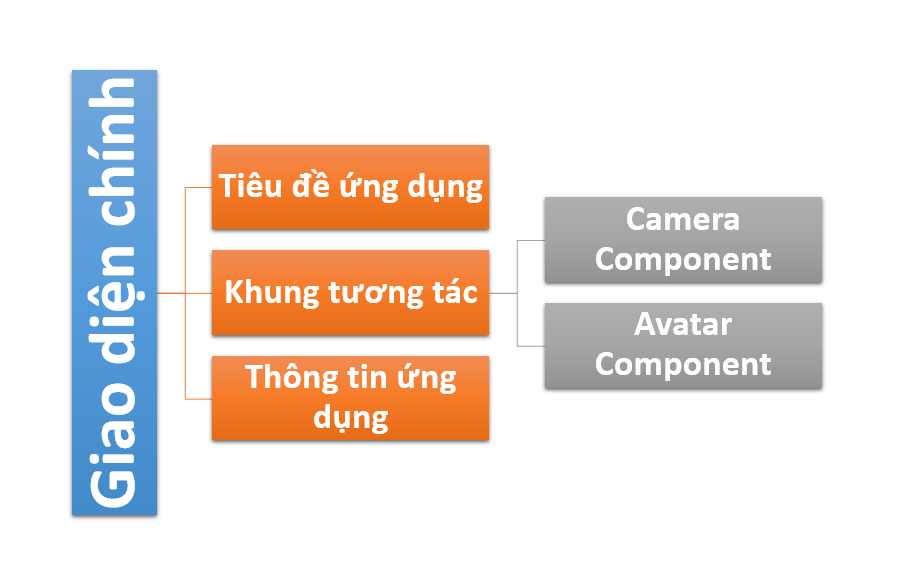 Giao diện chính
Tiêu đề ứng dụng
Khung tương tác
Thông tin ứng
dụng
Camera
Component
Avatar
Component